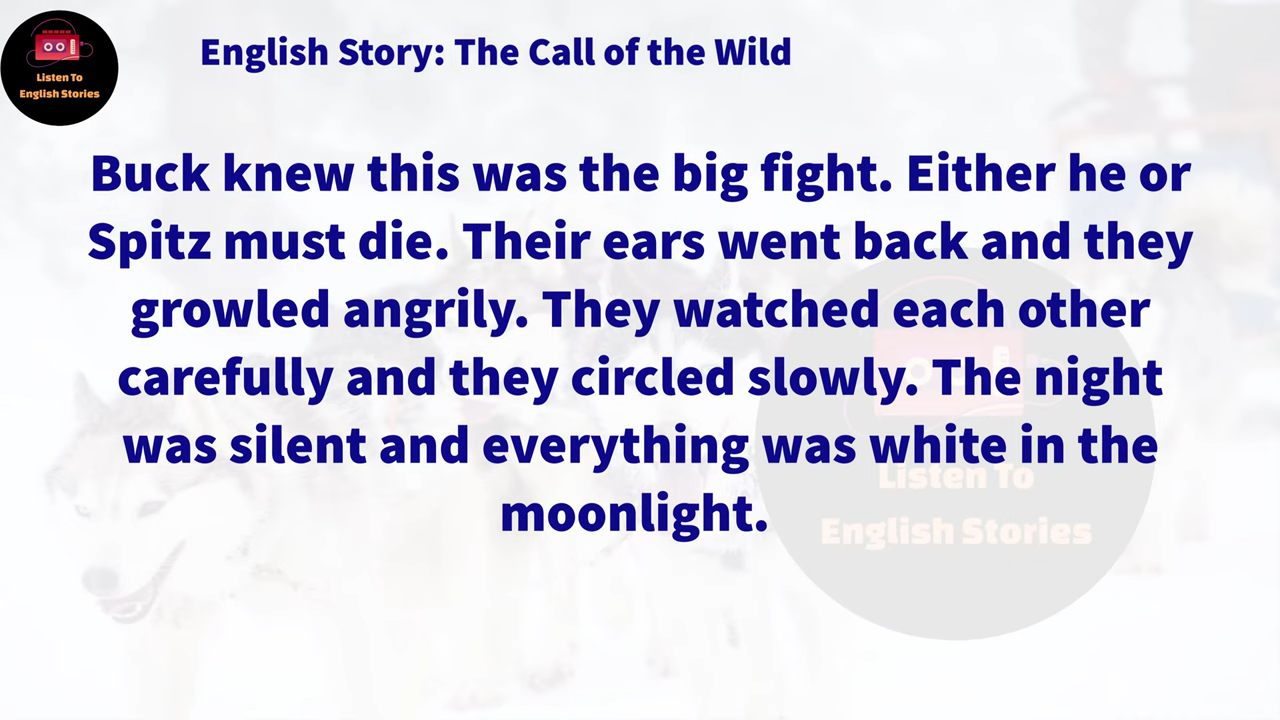 Listen To
English Stories
English Story: The Call of the Wild
Buck knew this was the big fight. Either he or
Spitz must die. Their ears went back and they
growled angrily. They watched each other
carefully and they circled slowly. The night
was silent and everything was white in the
moonlight.
Listen To
English Stories